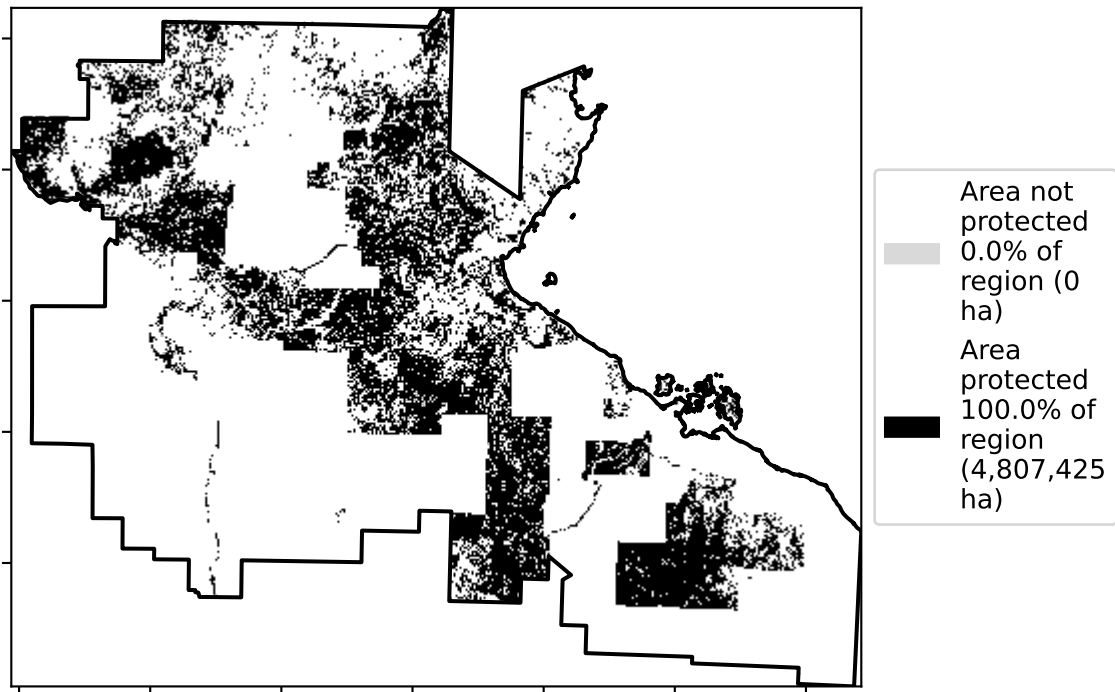 Area not
protected
0.0% of
region (0
ha)
Area
protected
100.0% of
region
(4,807,425
ha)